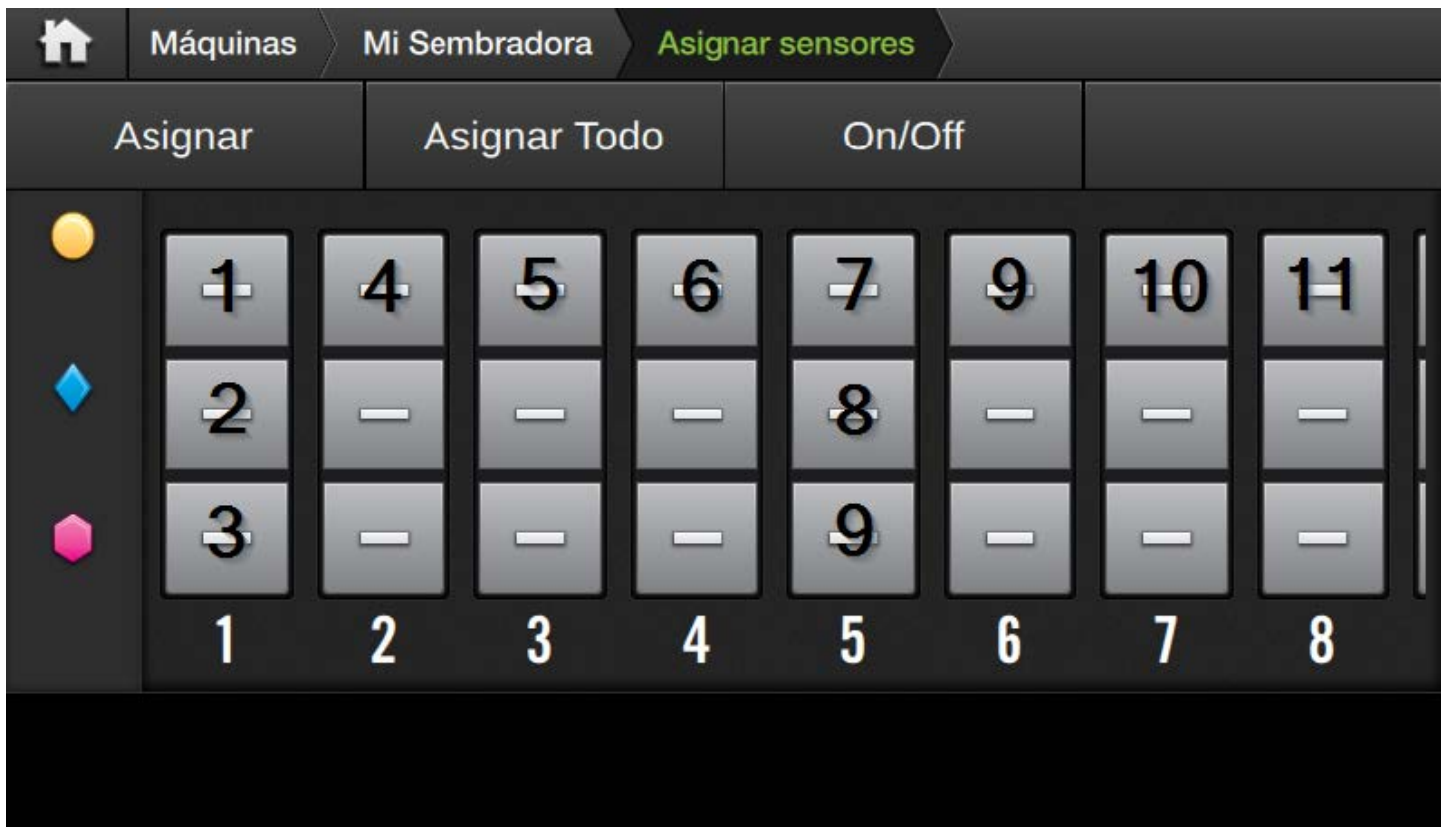 Máquinas Mi Sembradora Asignar sensores
Asignar Asignar Todo On/Off
1 4 5 6 7 9 10 11
2 8
3 9
1 2 3 4 5 6 7 8